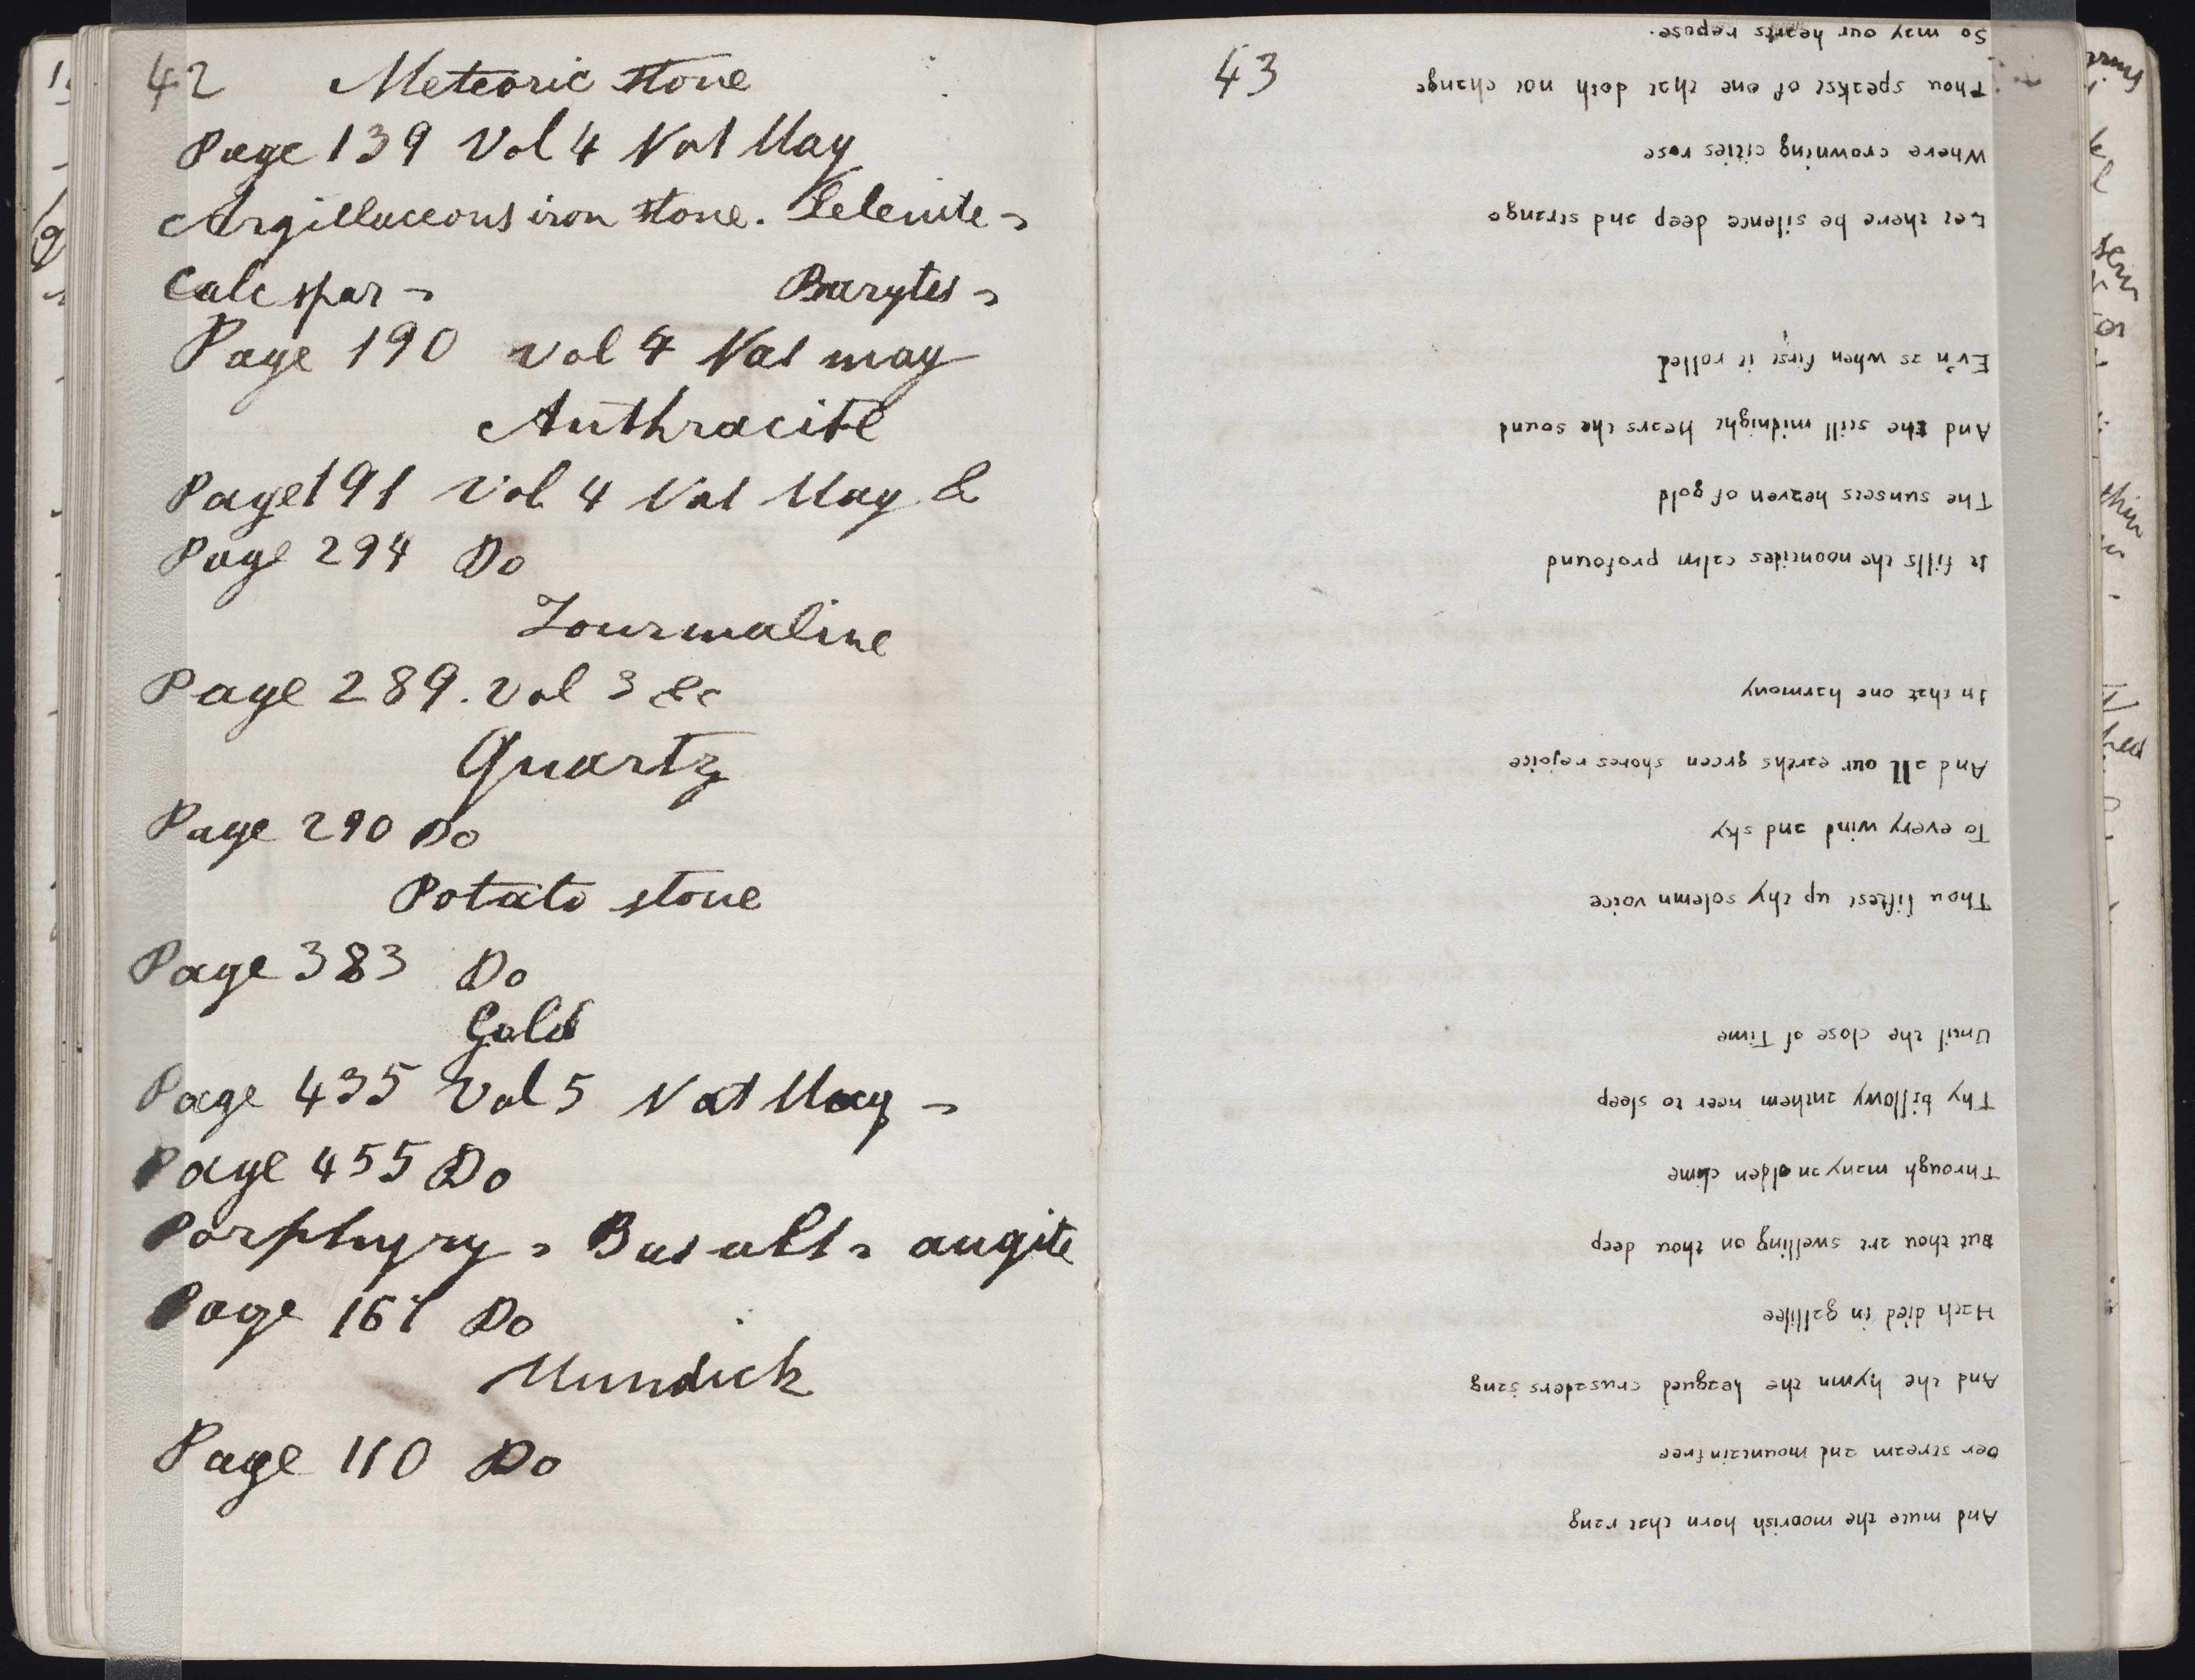 42 Meteoric stone
Page 139 Vol 4 Nat Mag
Argillaceous iron stone. Selenite -
Calc spar - Barytes -
Page 190 vol 4 Nat mag
Anthracite
Page 191 Vol 4 Nat Mag &
Page 294 Do
Tourmaline
Page 289. Vol 3 &c
Quartz
Page 290 Do
Potato stone
Page 383 Do
Gold
Page 435 Vol 5 Nat Mag -
Page 455 Do
Porphyry - Basalt - augite
Page 161 Do
Mundick
Page 110 Do
43
And mute the moorish horn that rang
Oer stream and mountain free
And the hymn the leagued crusaders sang
Hath died in gallilee
But thou art swelling on thou deep
Through many an olden clime
Thy billowy anthem neer to sleep
Until the close of Time
Thou liftest up thy solemn voice
To every wind and sky
And all our earths green shores rejoice
In that one harmony
It fills the noontides calm profound
The sunsets heaven of gold
And the still midnight hears the sound
Ev'n as when first it rolled
Let there be silence deep and strange
Where crowning cities rose
Thou speakst of one that doth not change
So may our hearts repose.